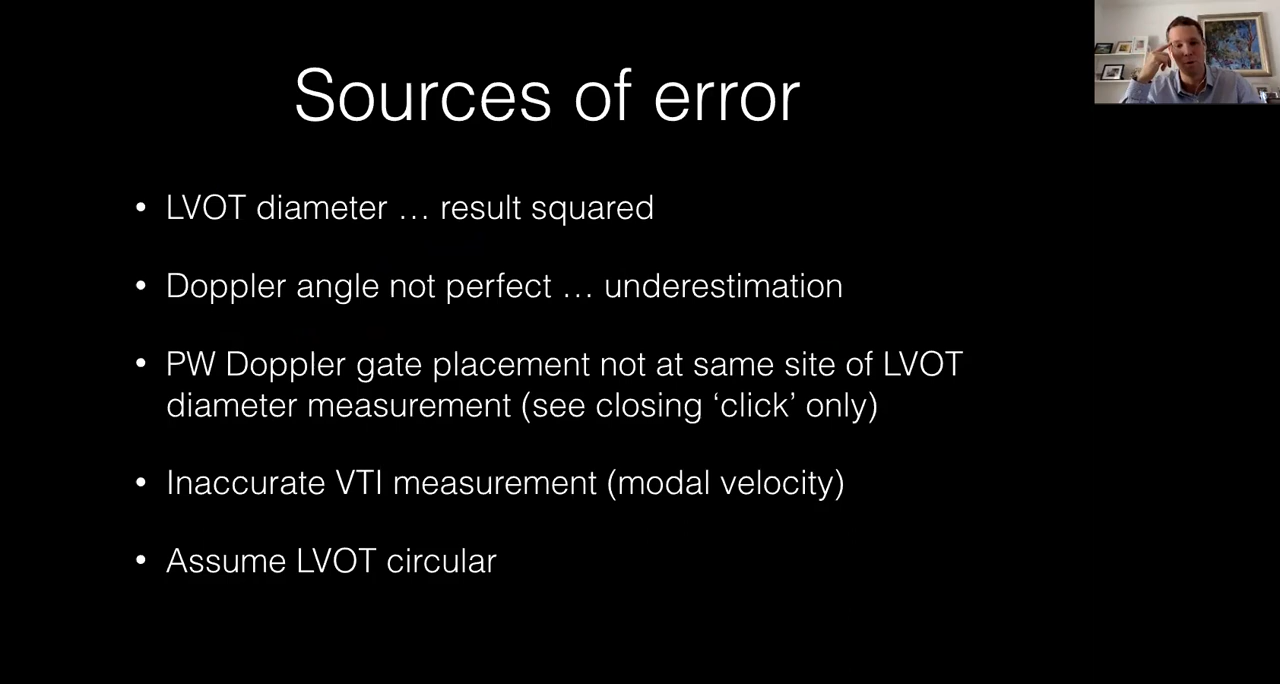 Sources of error
• LVOT diameter … result squared
• Doppler angle not perfect … underestimation
• PW Doppler gate placement not at same site of LVOT
diameter measurement (see closing ‘click’ only)
• Inaccurate VTI measurement (modal velocity)
• Assume LVOT circular